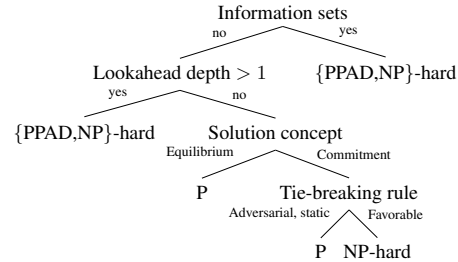 Information sets
no yes
Lookahead depth > 1 {PPAD,NP}-hard
yes no
{PPAD,NP}-hard Solution concept
Equilibrium Commitment
P Tie-breaking rule
Adversarial, static Favorable
P NP-hard